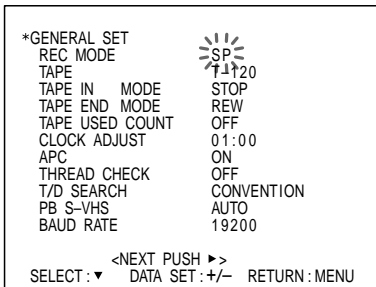 *GENERAL SET
REC MODE SP
TAPE T-120
TAPE IN MODE STOP
TAPE END MODE REW
TAPE USED COUNT OFF
CLOCK ADJUST 01:00
APC ON
THREAD CHECK OFF
T/D SEARCH CONVENTION
PB S–VHS AUTO
BAUD RATE 19200
<NEXT PUSH ►>
SELECT:▼ DATA SET:+/– RETURN:MENU